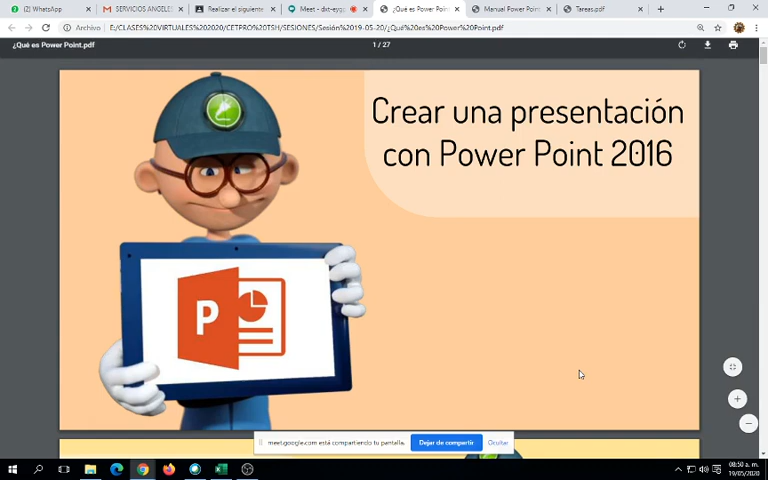 (2) WhatsApp
SERVICIOS ANGELES
Realizar el siguiente
Meet - dxt-eyq
¿Qué es Power Point
Manual Power Point
Tareas.pdf
Archivo | E:/CLASES%20VIRTUALES%202020/CETPRO%20TSH/SESIONES/Sesión%2019-05-20/¿Qué%20es%20Power%20Point.pdf
¿Qué es Power Point.pdf
1 / 27
Crear una presentación
con Power Point 2016
P
meet.google.com está compartiendo tu pantalla.
Dejar de compartir
Ocultar
08:50 a. m.
19/05/2020